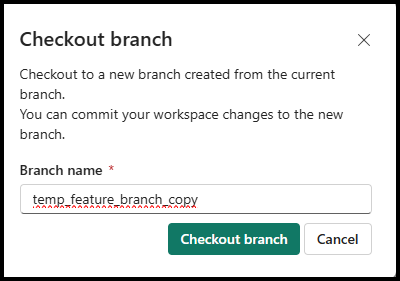 Checkout branch
Checkout to a new branch created from the current
branch.
You can commit your workspace changes to the new
branch.
Branch name *
temp_feature_branch_copy
Checkout branch Cancel